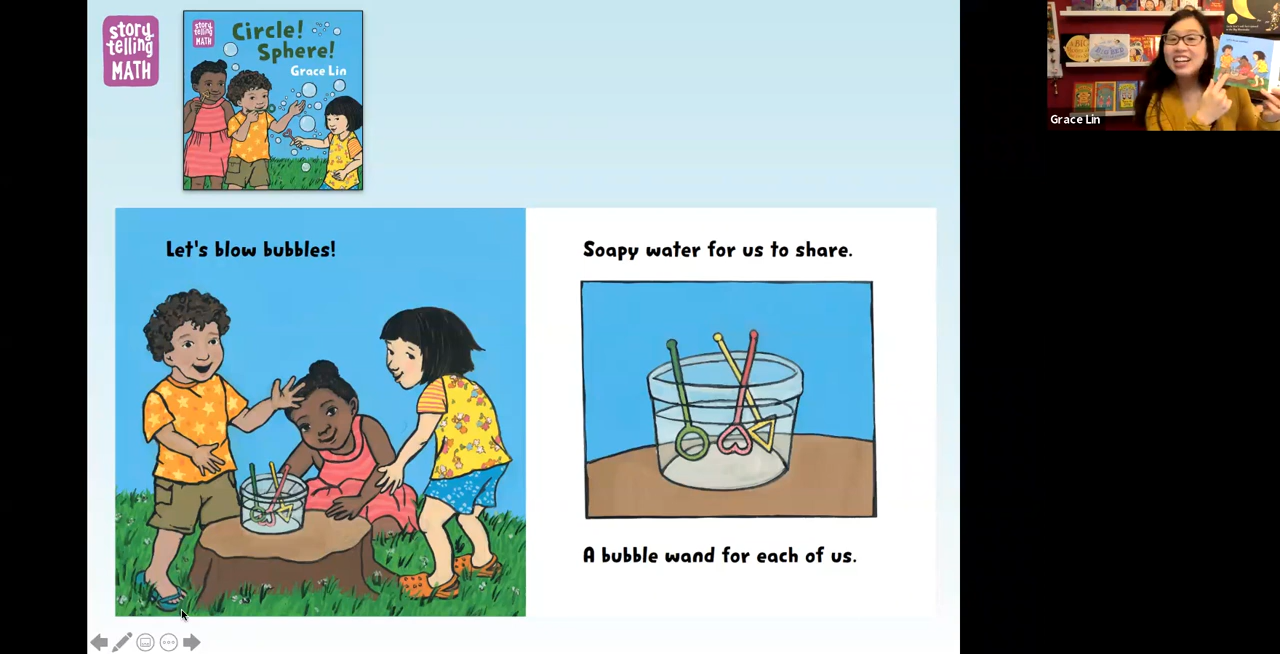 story
telling
MATH
story
telling
MATH
Circle!
Sphere!
Grace Lin
Grace Lin
Let's blow bubbles!
Soapy water for us to share.
A bubble wand for each of us.